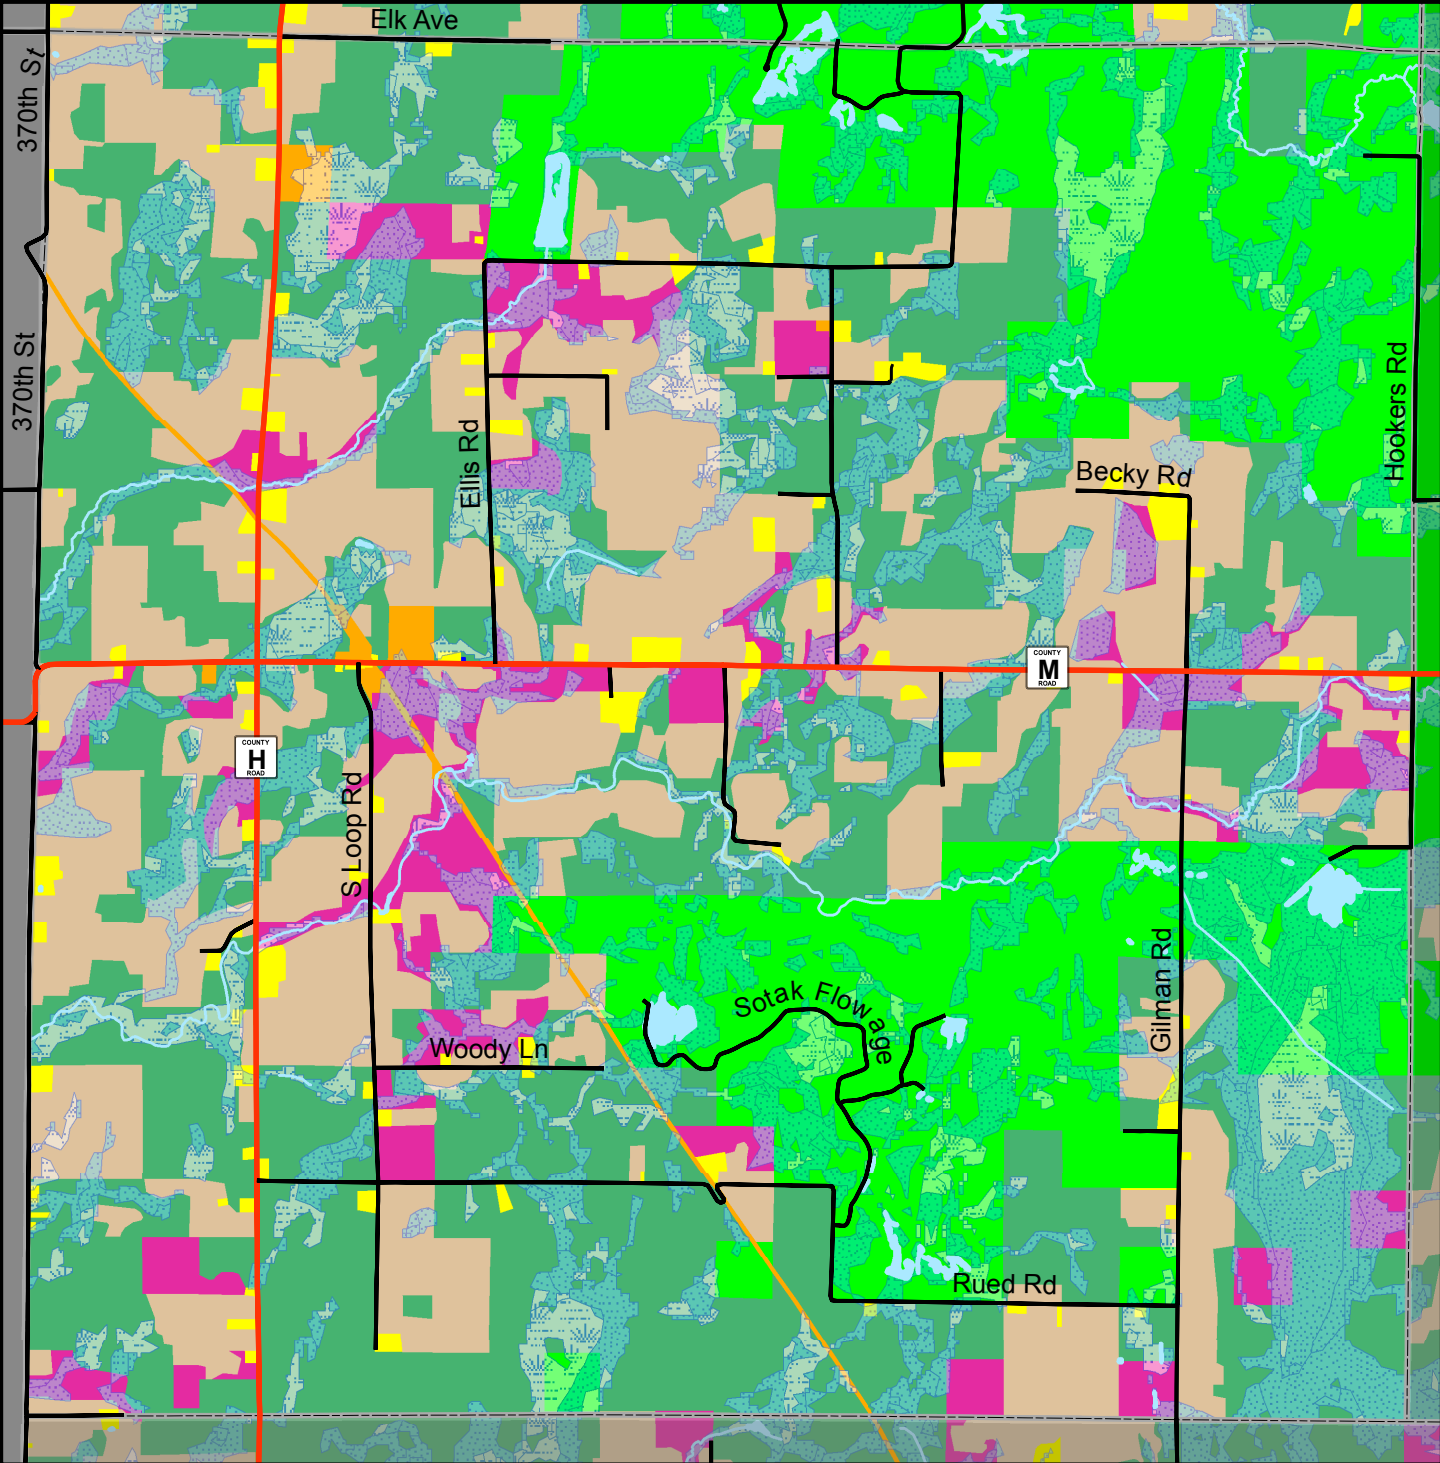 Elk Ave
370th St
370th St
Hookers Rd
Ellis Rd
Becky Rd
COUNTY
M
ROAD
COUNTY
H
ROAD
S Loop Rd
Gilman Rd
Sotak Flowage
Woody Ln
Rued Rd